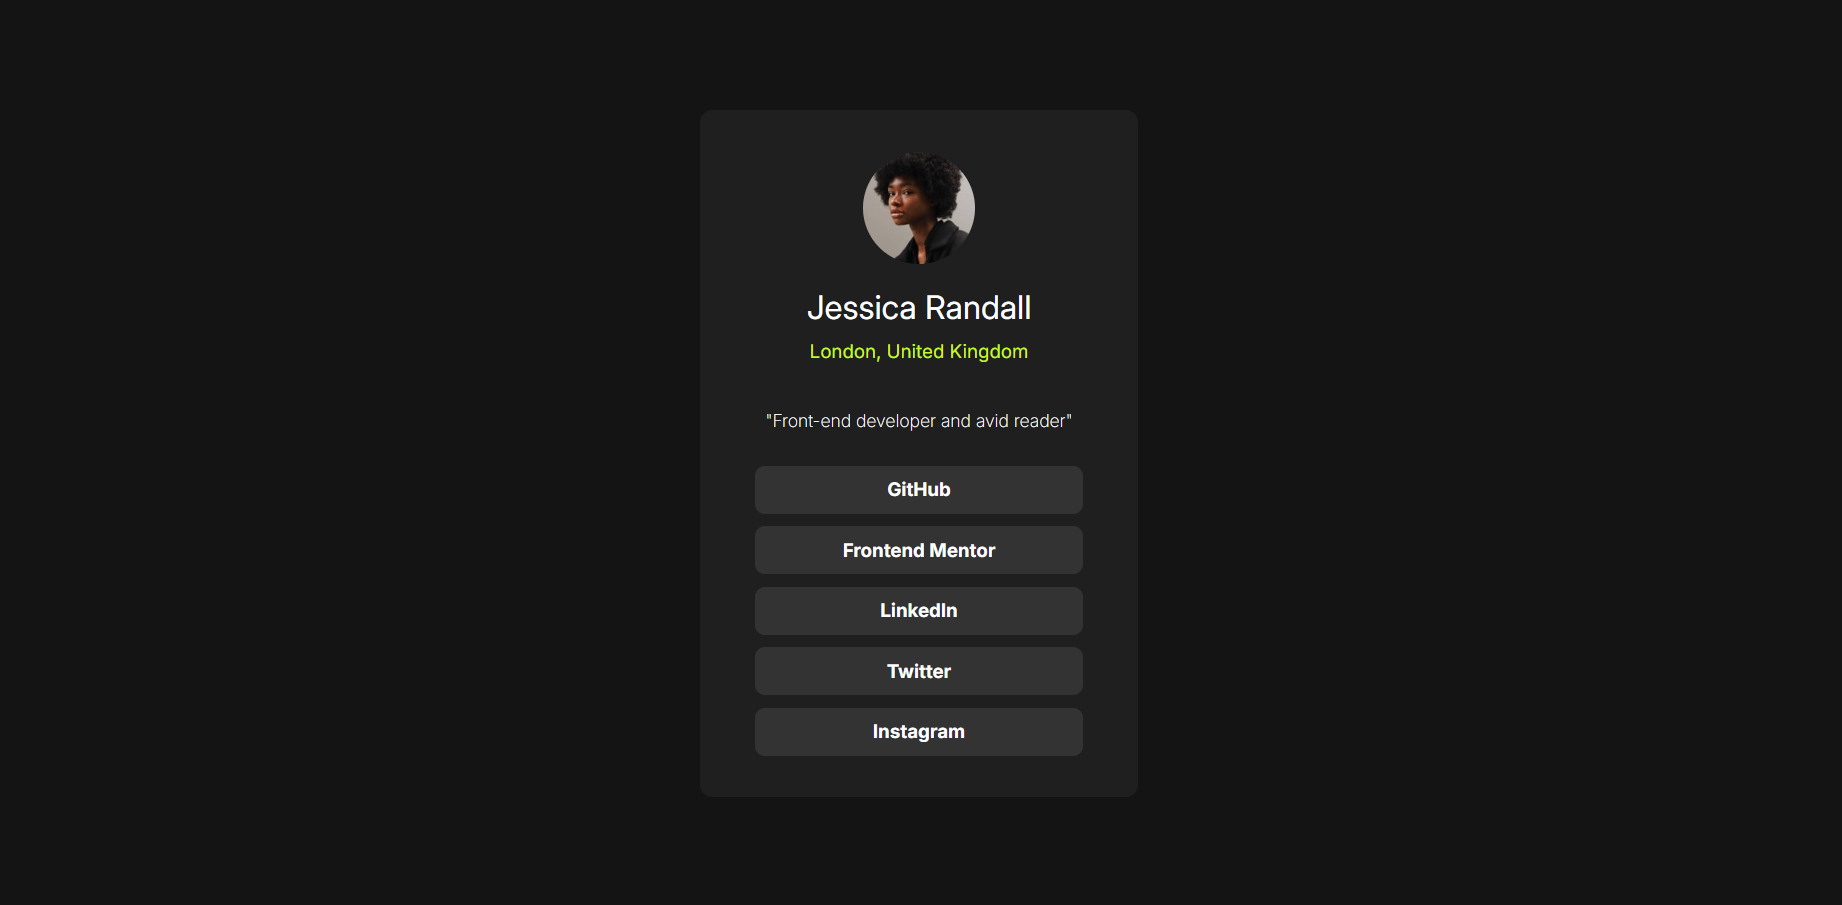 Jessica Randall
London, United Kingdom
"Front-end developer and avid reader"
GitHub
Frontend Mentor
LinkedIn
Twitter
Instagram